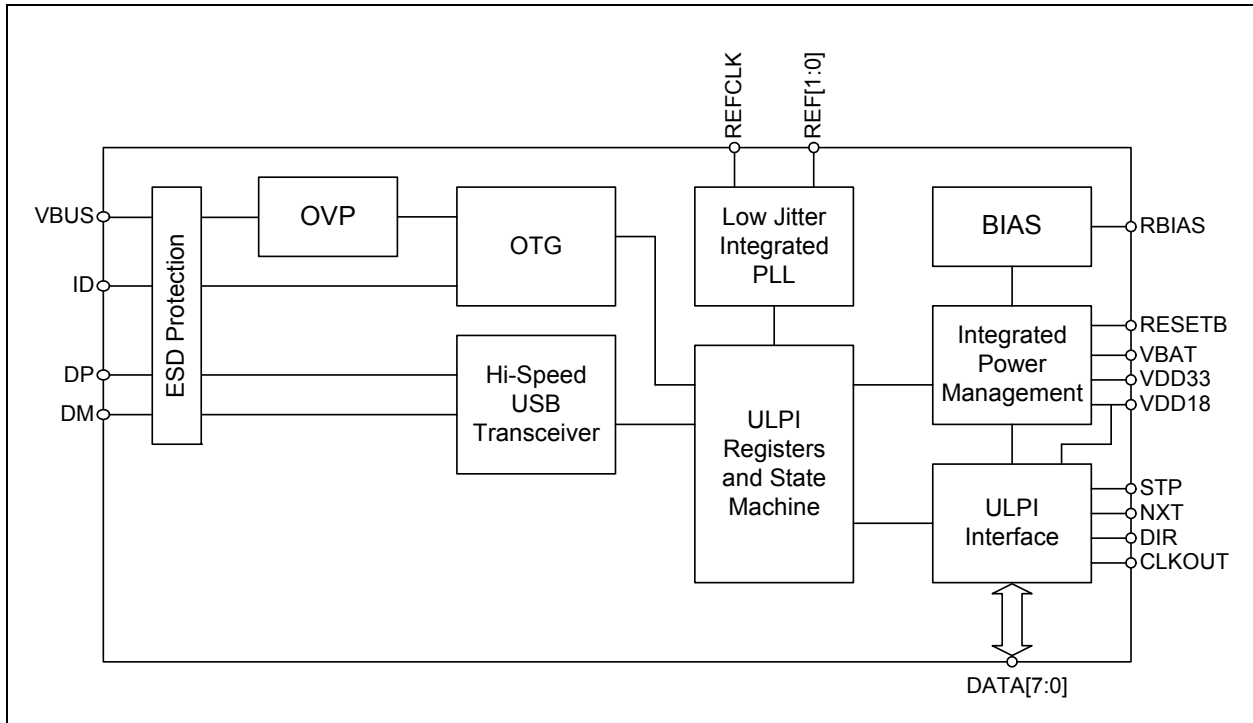 REFCLK
REF[1:0]
VBUS
ID
DP
DM
ESD Protection
OVP
OTG
Hi-Speed
USB
Transceiver
Low Jitter
Integrated
PLL
ULPI
Registers
and State
Machine
BIAS
Integrated
Power
Management
ULPI
Interface
RBIAS
RESETB
VBAT
VDD33
VDD18
STP
NXT
DIR
CLKOUT
DATA[7:0]